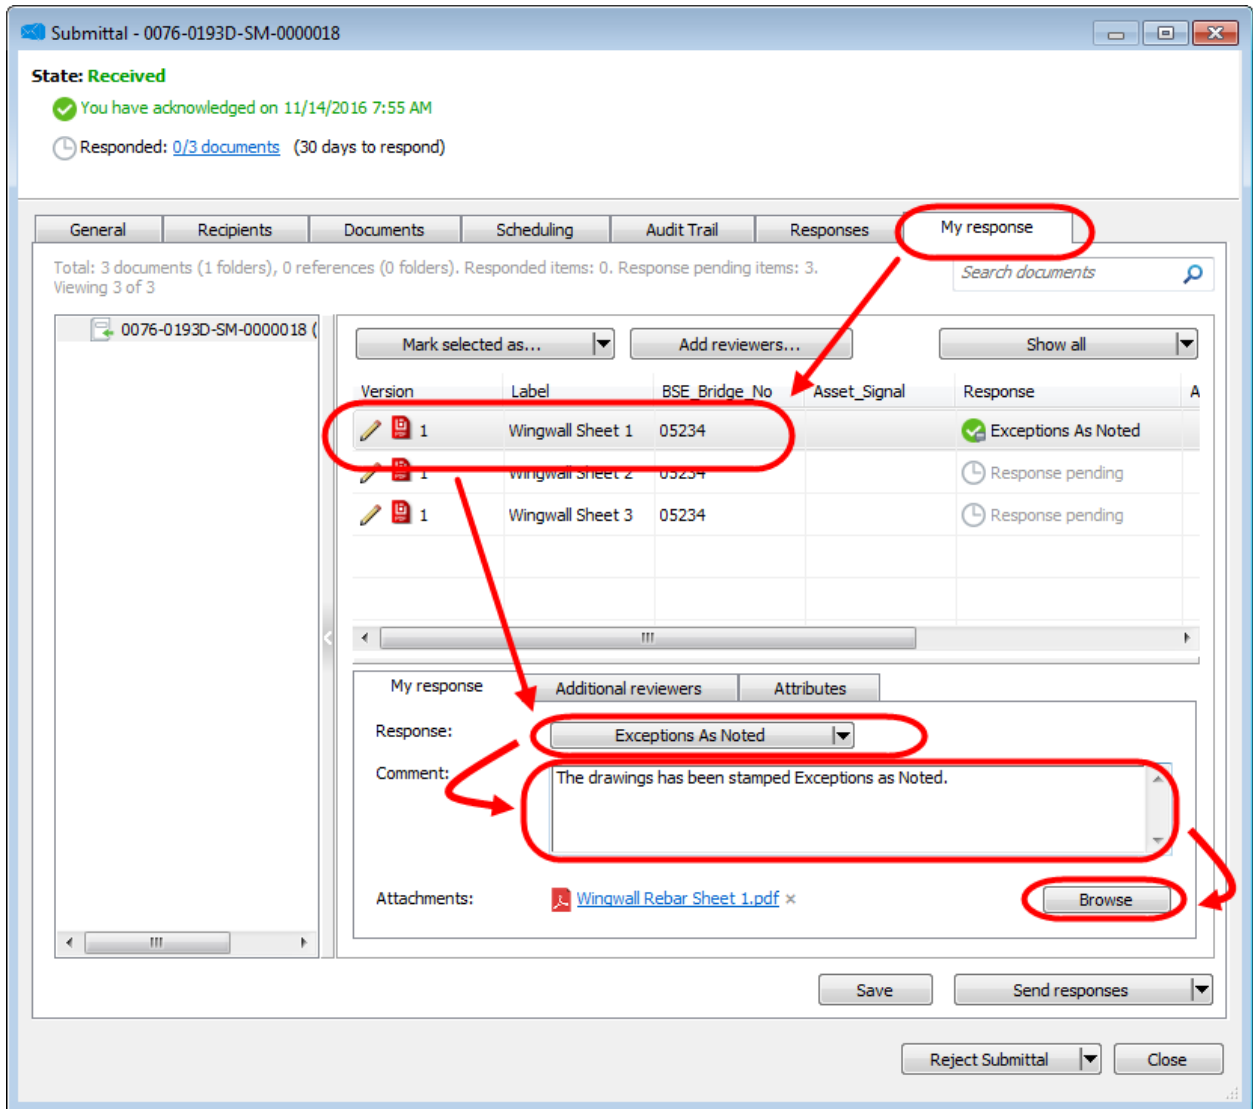 Submittal - 0076-0193D-SM-0000018
State: Received
You have acknowledged on 11/14/2016 7:55 AM
Responded: 0/3 documents (30 days to respond)
General Recipients Documents Scheduling Audit Trail Responses My response
Total: 3 documents (1 folders), 0 references (0 folders). Responded items: 0. Response pending items: 3.
Viewing 3 of 3
Search documents
0076-0193D-SM-0000018 (
Mark selected as... Add reviewers... Show all
Version Label BSE_Bridge_No Asset_Signal Response A
1 Wingwall Sheet 1 05234 Exceptions As Noted
1 Wingwall Sheet 2 05234 Response pending
1 Wingwall Sheet 3 05234 Response pending
My response Additional reviewers Attributes
Response: Exceptions As Noted
Comment: The drawings has been stamped Exceptions as Noted.
Attachments: Wingwall Rebar Sheet 1.pdf × Browse
Save Send responses
Reject Submittal Close